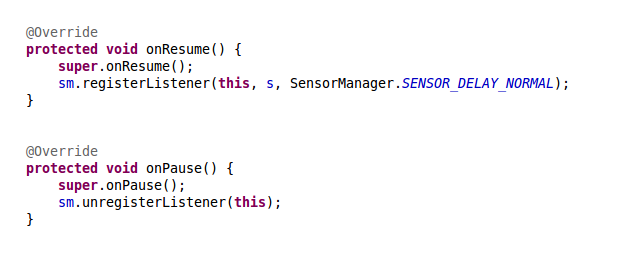 @Override
protected void onResume() {
    super.onResume();
    sm.registerListener(this, s, SensorManager.SENSOR_DELAY_NORMAL);
}
@Override
protected void onPause() {
    super.onPause();
    sm.unregisterListener(this);
}